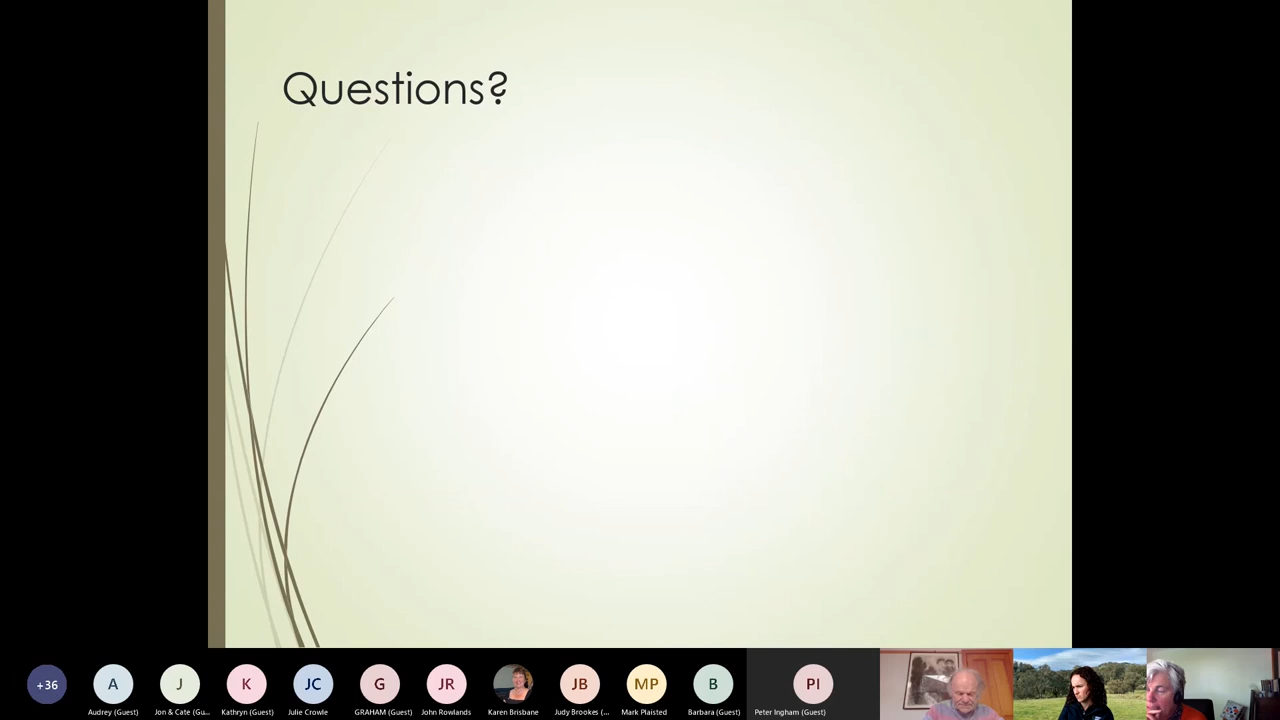 Questions?
+36
A
J
K
JC
G
JR
JB
MP
B
PI
Audrey (Guest)
Jon & Cate (Gu...
Kathryn (Guest)
Julie Crowle
GRAHAM (Guest)
John Rowlands
Karen Brisbane
Judy Brookes (...
Mark Plaisted
Barbara (Guest)
Peter Ingham (Guest)